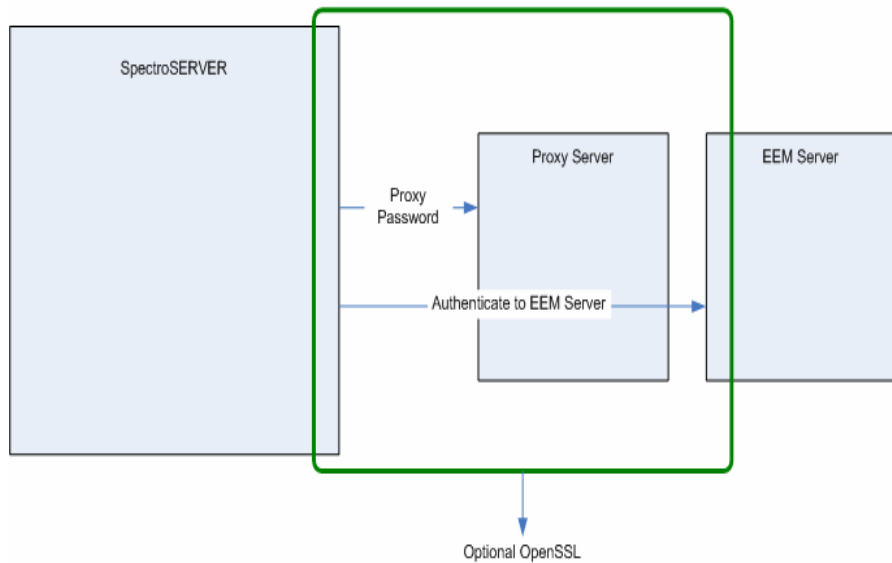 SpectroSERVER
Proxy Server
EEM Server
Proxy
Password
Authenticate to EEM Server
Optional OpenSSL